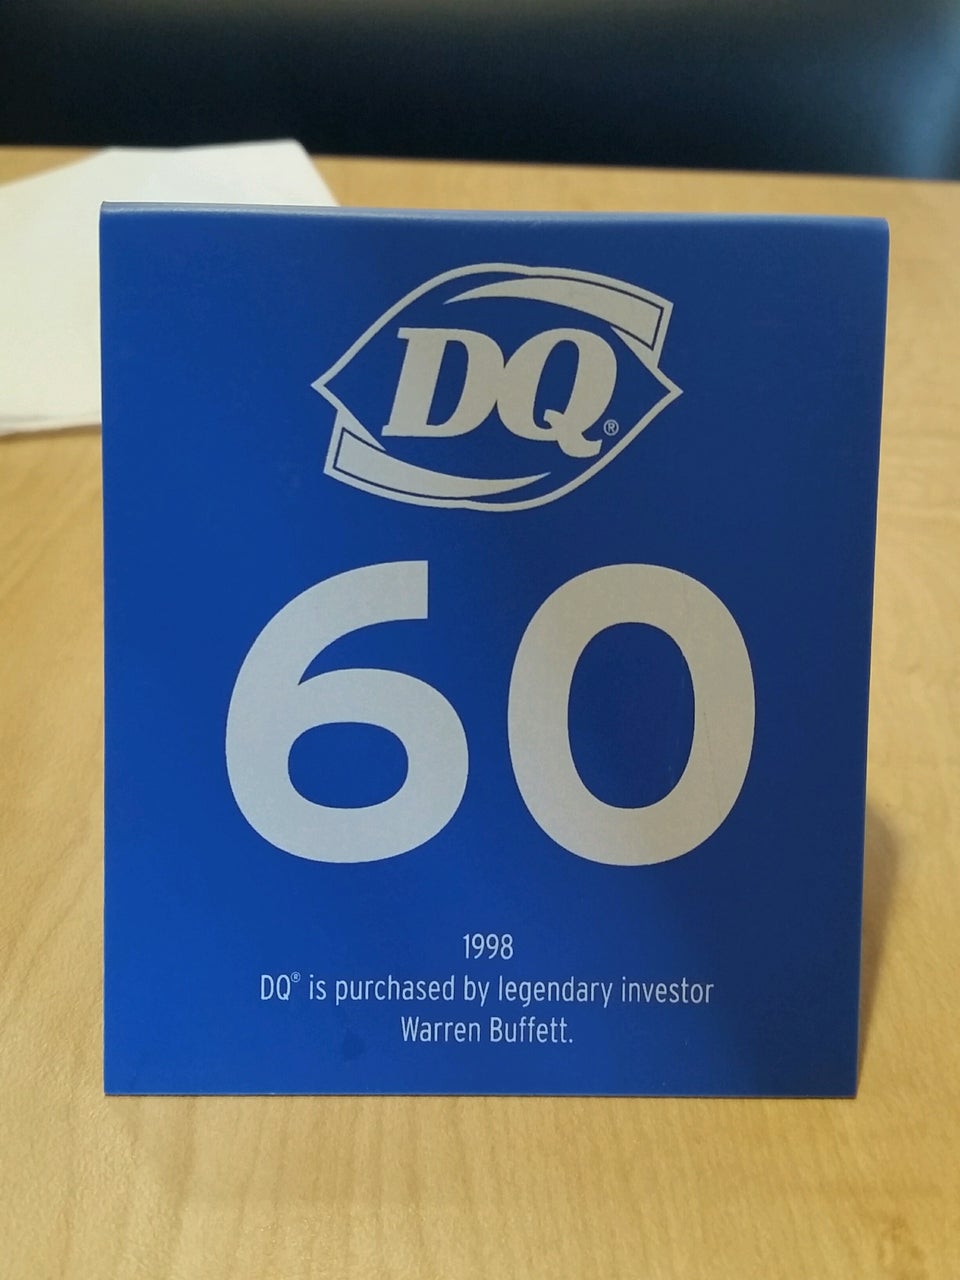 DQ®
60
1998
DQ® is purchased by legendary investor
Warren Buffett.